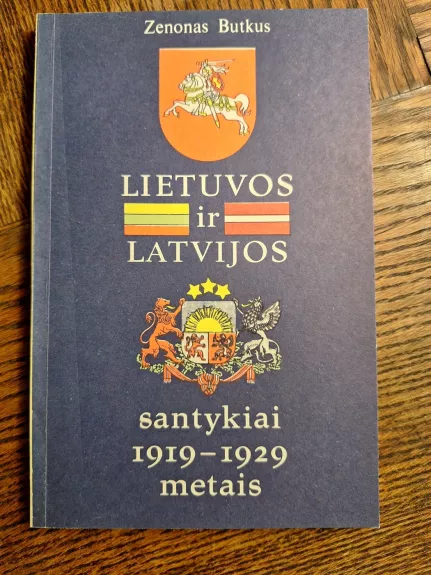 Zenonas Butkus
LIETUVOS
ir
LATVIJOS
santykiai
1919–1929
metais